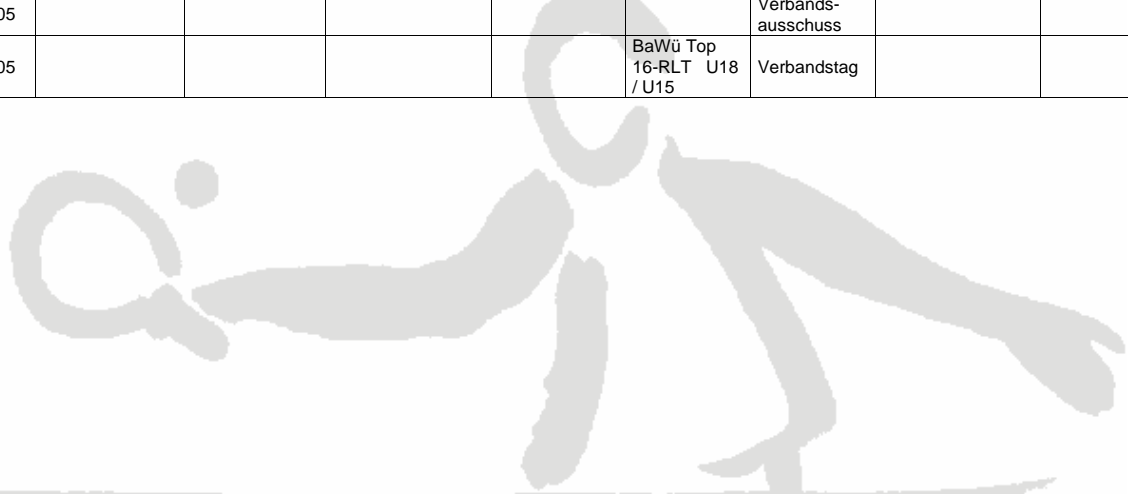 05
Verbands-
ausschuss
05
BaWü Top
16-RLT U18
/ U15
Verbandstag